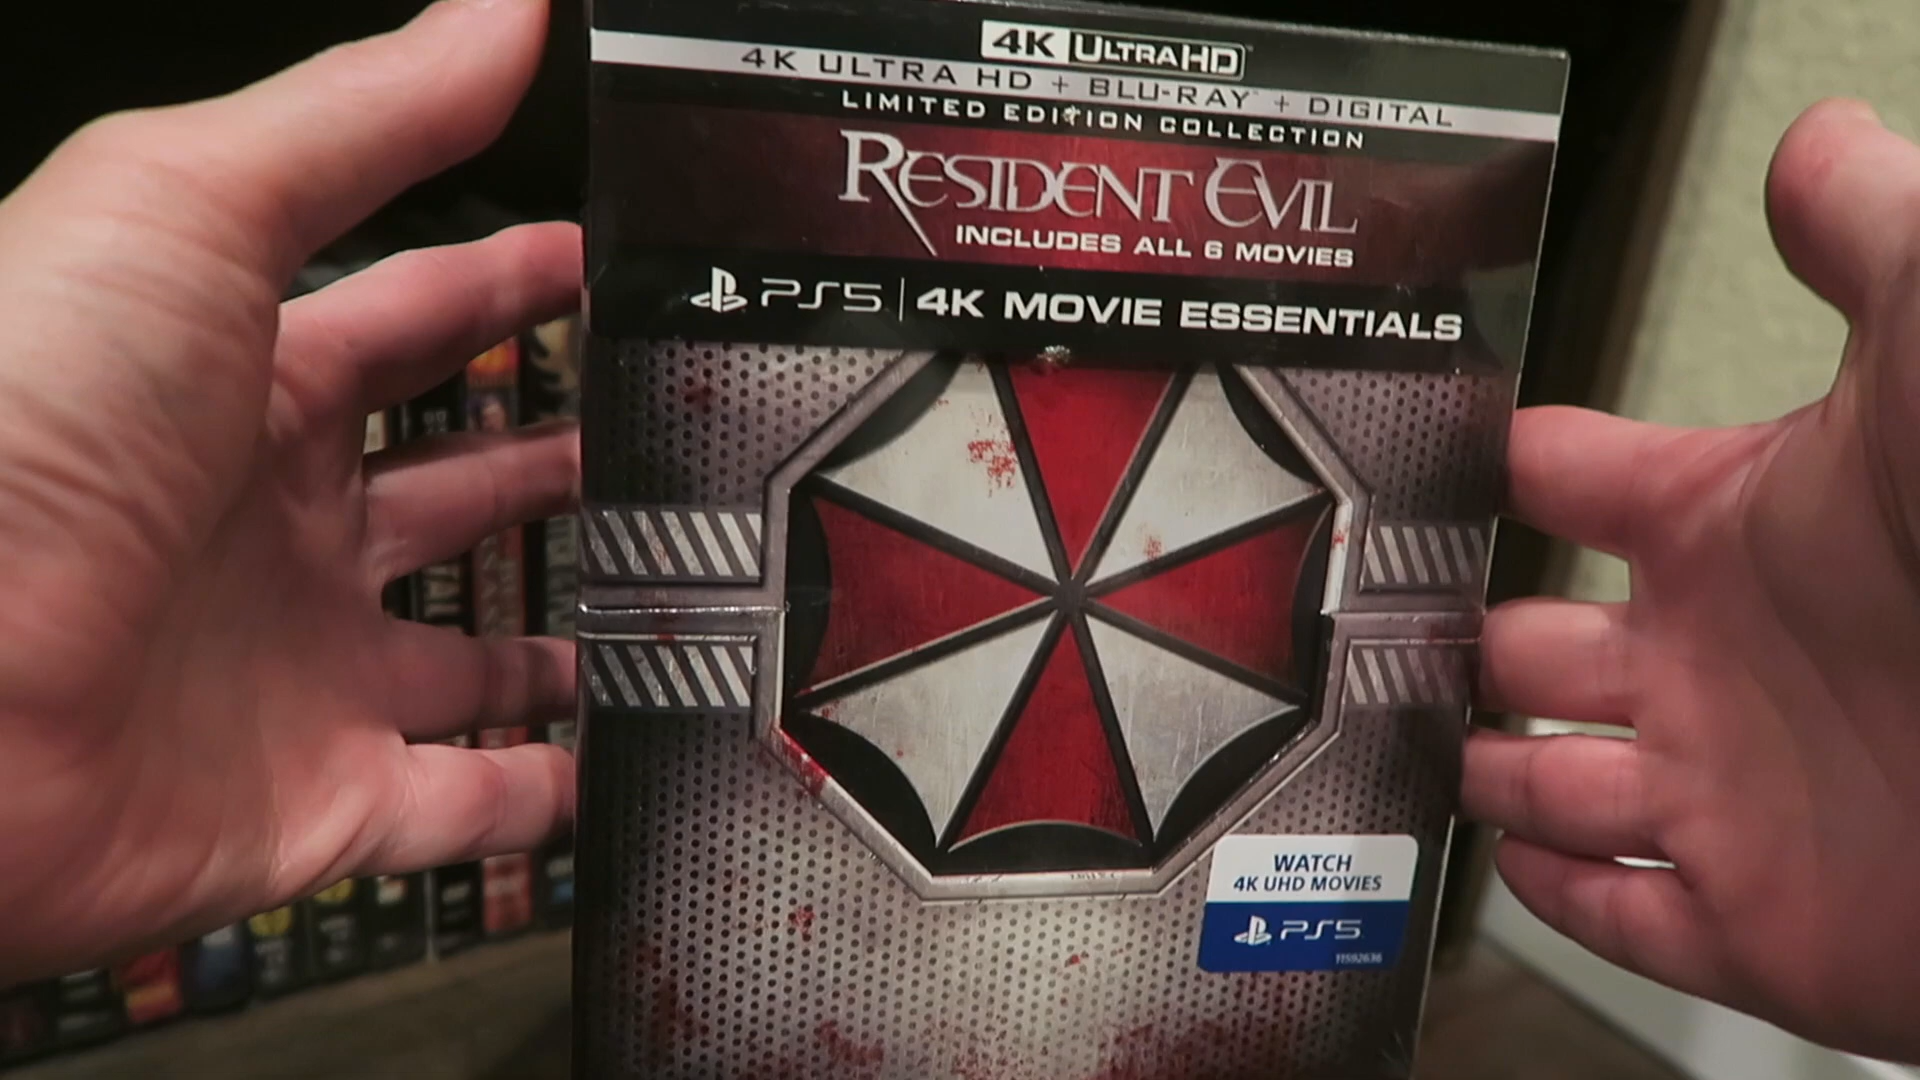 4K ULTRAHD
4K ULTRA HD + BLU-RAY + DIGITAL
LIMITED EDITION COLLECTION
RESIDENT EVIL
INCLUDES ALL 6 MOVIES
PS5 | 4K MOVIE ESSENTIALS
WATCH
4K UHD MOVIES
PS5
11592636